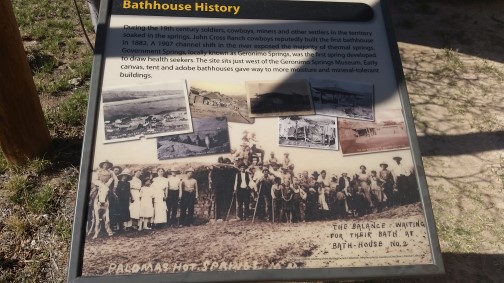 Bathhouse History
During the 19th century soldiers, cowboys, miners and other settlers in the territory
soaked in the springs. John Cross Ranch cowboys reputedly built the first bathhouse
in 1882. A 1907 channel shift in the river exposed the majority of thermal springs.
Government Springs, locally known as Geronimo Springs, was the first spring developed
to draw health seekers. The site sits just west of the Geronimo Springs Museum. Early
canvas, tent and adobe bathhouses gave way to more moisture and mineral-tolerant
buildings.
THE BALANCE - WAITING
FOR THEIR BATH AT
BATH-HOUSE NO. 2
PALOMAS HOT SPRINGS